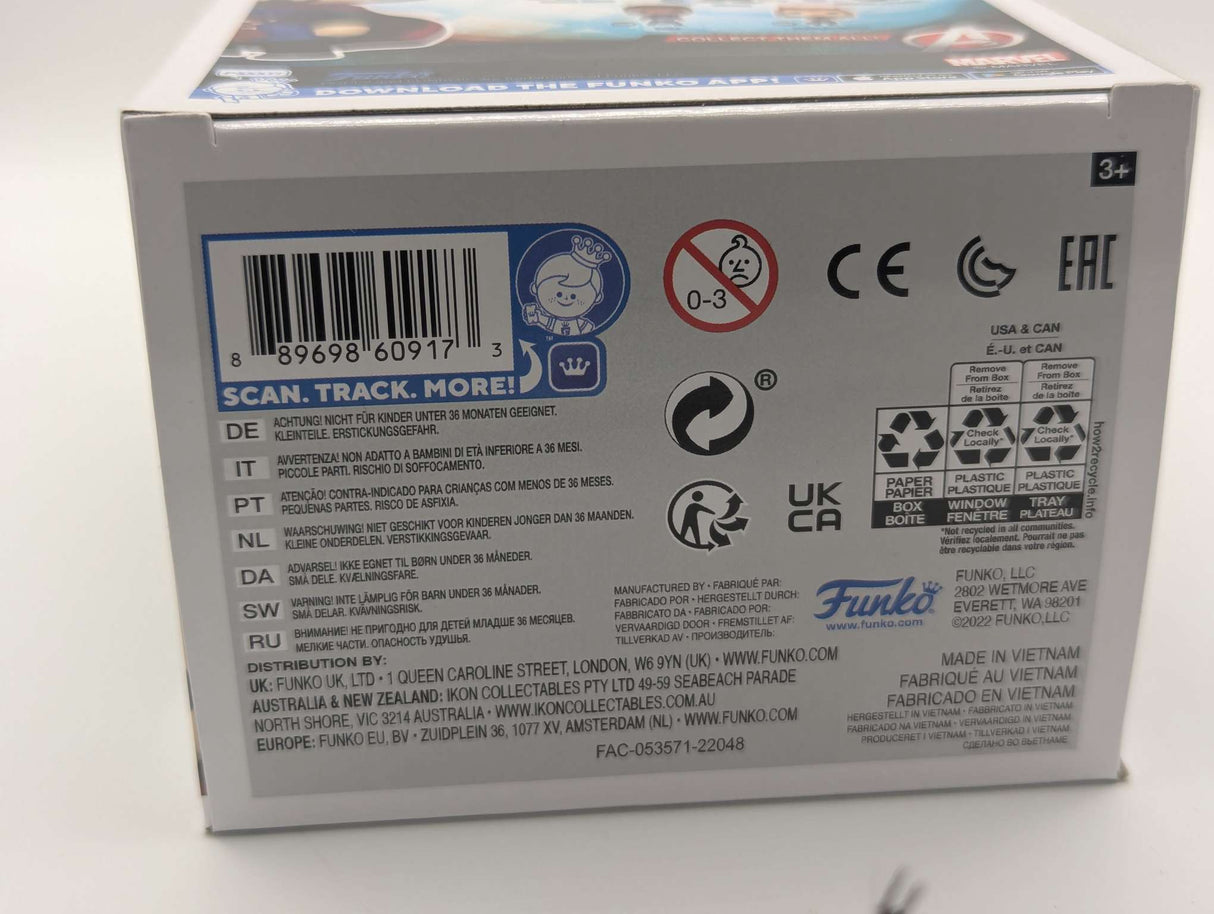 COLLECT THEM ALL!
MARVEL
DOWNLOAD THE FUNKO APP!
3+
8 89698 60917 3
SCAN. TRACK. MORE!
TM
0-3
CE
EAC
®
UK
CA
USA & CAN
É.-U. et CAN
Remove From Box Retirez de la boîte
Remove From Box Retirez de la boîte
Check Locally*
Check Locally*
PAPER PAPIER
PLASTIC PLASTIQUE
PLASTIC PLASTIQUE
BOX BOÎTE
WINDOW FENÊTRE
TRAY PLATEAU
how2recycle.info
*Not recycled in all communities.
Vérifiez localement. Pourrait ne pas
être recyclable dans votre région.
DE ACHTUNG! NICHT FÜR KINDER UNTER 36 MONATEN GEEIGNET.
KLEINTEILE. ERSTICKUNGSGEFAHR.
IT AVVERTENZA! NON ADATTO A BAMBINI DI ETÀ INFERIORE A 36 MESI.
PICCOLE PARTI. RISCHIO DI SOFFOCAMENTO.
PT ATENÇÃO! CONTRA-INDICADO PARA CRIANÇAS COM MENOS DE 36 MESES.
PEQUENAS PARTES. RISCO DE ASFIXIA.
NL WAARSCHUWING! NIET GESCHIKT VOOR KINDEREN JONGER DAN 36 MAANDEN.
KLEINE ONDERDELEN. VERSTIKKINGSGEVAAR.
DA ADVARSEL! IKKE EGNET TIL BØRN UNDER 36 MÅNEDER.
SMÅ DELE. KVÆLNINGSFARE.
SW VARNING! INTE LÄMPLIG FÖR BARN UNDER 36 MÅNADER.
SMÅ DELAR. KVÄVNINGSRISK.
RU ВНИМАНИЕ! НЕ ПРИГОДНО ДЛЯ ДЕТЕЙ МЛАДШЕ 36 МЕСЯЦЕВ.
МЕЛКИЕ ЧАСТИ. ОПАСНОСТЬ УДУШЬЯ.
MANUFACTURED BY • FABRIQUÉ PAR:
FABRICADO POR • HERGESTELLT DURCH:
FABBRICATO DA • FABRICADO POR:
VERVAARDIGD DOOR • FREMSTILLET AF:
TILLVERKAD AV • ПРОИЗВОДИТЕЛЬ:
Funko
www.funko.com
FUNKO, LLC
2802 WETMORE AVE
EVERETT, WA 98201
©2022 FUNKO,LLC
DISTRIBUTION BY:
UK: FUNKO UK, LTD • 1 QUEEN CAROLINE STREET, LONDON, W6 9YN (UK) • WWW.FUNKO.COM
AUSTRALIA & NEW ZEALAND: IKON COLLECTABLES PTY LTD 49-59 SEABEACH PARADE
NORTH SHORE, VIC 3214 AUSTRALIA • WWW.IKONCOLLECTABLES.COM.AU
EUROPE: FUNKO EU, BV • ZUIDPLEIN 36, 1077 XV, AMSTERDAM (NL) • WWW.FUNKO.COM
FAC-053571-22048
MADE IN VIETNAM
FABRIQUÉ AU VIETNAM
FABRICADO EN VIETNAM
HERGESTELLT IN VIETNAM • FABBRICATO IN VIETNAM
FABRICADO NA VIETNAM • VERVAARDIGD IN VIETNAM
PRODUCERET I VIETNAM • TILLVERKAD I VIETNAM
СДЕЛАНО ВО ВЬЕТНАМЕ